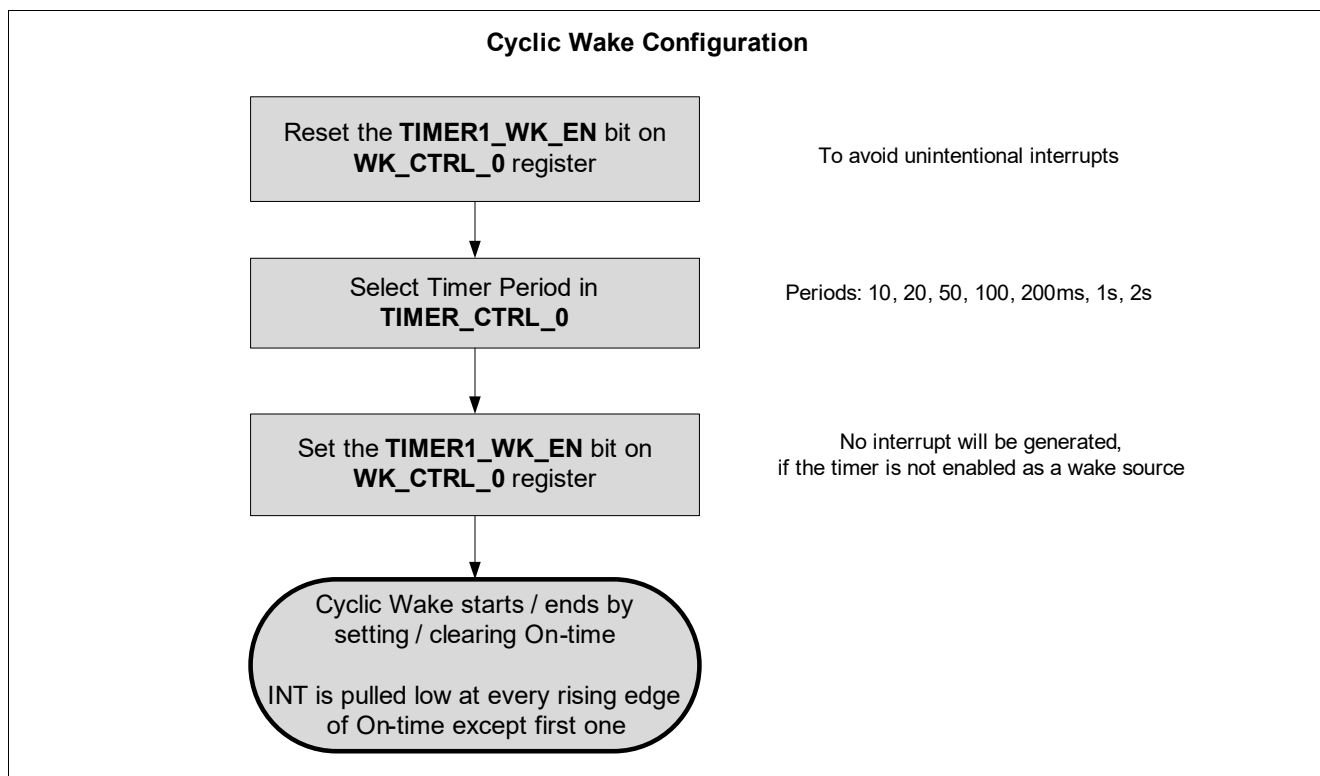 Cyclic Wake Configuration
Reset the TIMER1_WK_EN bit on
WK_CTRL_0 register
To avoid unintentional interrupts
Select Timer Period in
TIMER_CTRL_0
Periods: 10, 20, 50, 100, 200ms, 1s, 2s
Set the TIMER1_WK_EN bit on
WK_CTRL_0 register
No interrupt will be generated,
if the timer is not enabled as a wake source
Cyclic Wake starts / ends by
setting / clearing On-time
INT is pulled low at every rising edge
of On-time except first one